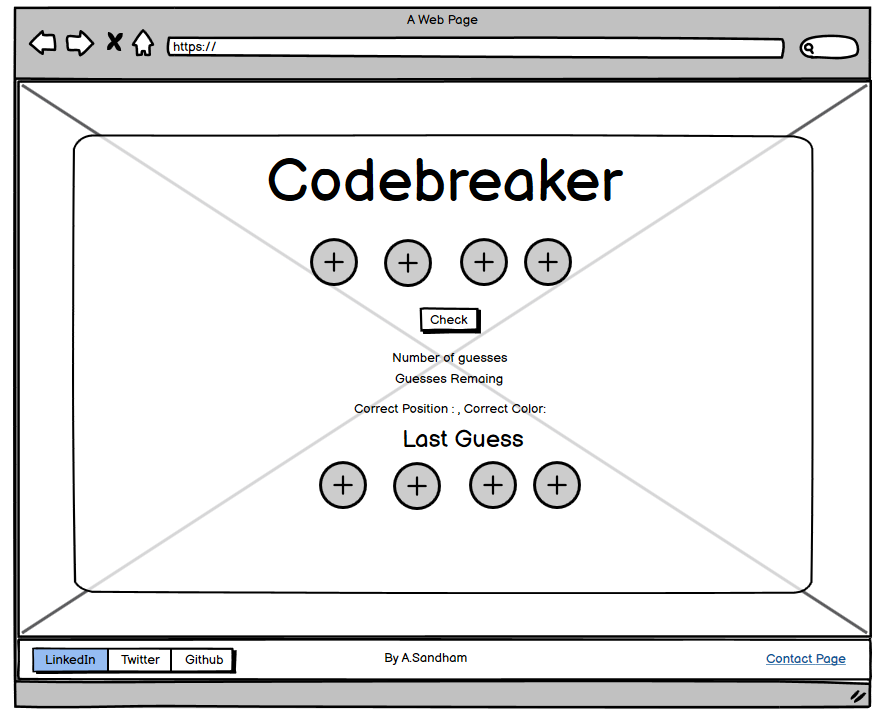 A Web Page
https://
Codebreaker
Check
Number of guesses
Guesses Remaing
Correct Position : , Correct Color:
Last Guess
LinkedIn Twitter Github By A.Sandham Contact Page